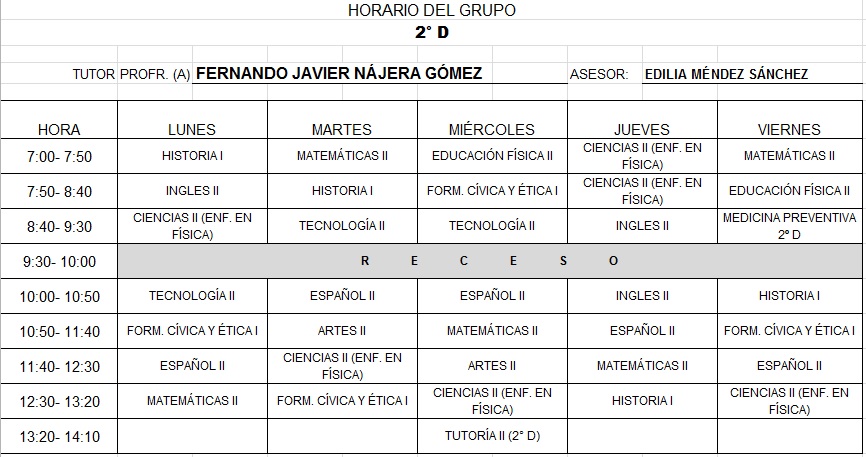 HORARIO DEL GRUPO
2° D
TUTOR PROFR. (A) FERNANDO JAVIER NÁJERA GÓMEZ ASESOR: EDILIA MÉNDEZ SÁNCHEZ
HORA LUNES MARTES MIÉRCOLES JUEVES VIERNES
7:00- 7:50 HISTORIA I MATEMÁTICAS II EDUCACIÓN FÍSICA II CIENCIAS II (ENF. EN FÍSICA) MATEMÁTICAS II
7:50- 8:40 INGLES II HISTORIA I FORM. CÍVICA Y ÉTICA I CIENCIAS II (ENF. EN FÍSICA) EDUCACIÓN FÍSICA II
8:40- 9:30 CIENCIAS II (ENF. EN FÍSICA) TECNOLOGÍA II TECNOLOGÍA II INGLES II MEDICINA PREVENTIVA 2º D
9:30- 10:00 R E C E S O
10:00- 10:50 TECNOLOGÍA II ESPAÑOL II ESPAÑOL II INGLES II HISTORIA I
10:50- 11:40 FORM. CÍVICA Y ÉTICA I ARTES II MATEMÁTICAS II ESPAÑOL II FORM. CÍVICA Y ÉTICA I
11:40- 12:30 ESPAÑOL II CIENCIAS II (ENF. EN FÍSICA) ARTES II MATEMÁTICAS II ESPAÑOL II
12:30- 13:20 MATEMÁTICAS II FORM. CÍVICA Y ÉTICA I CIENCIAS II (ENF. EN FÍSICA) HISTORIA I CIENCIAS II (ENF. EN FÍSICA)
13:20- 14:10 TUTORÍA II (2° D)